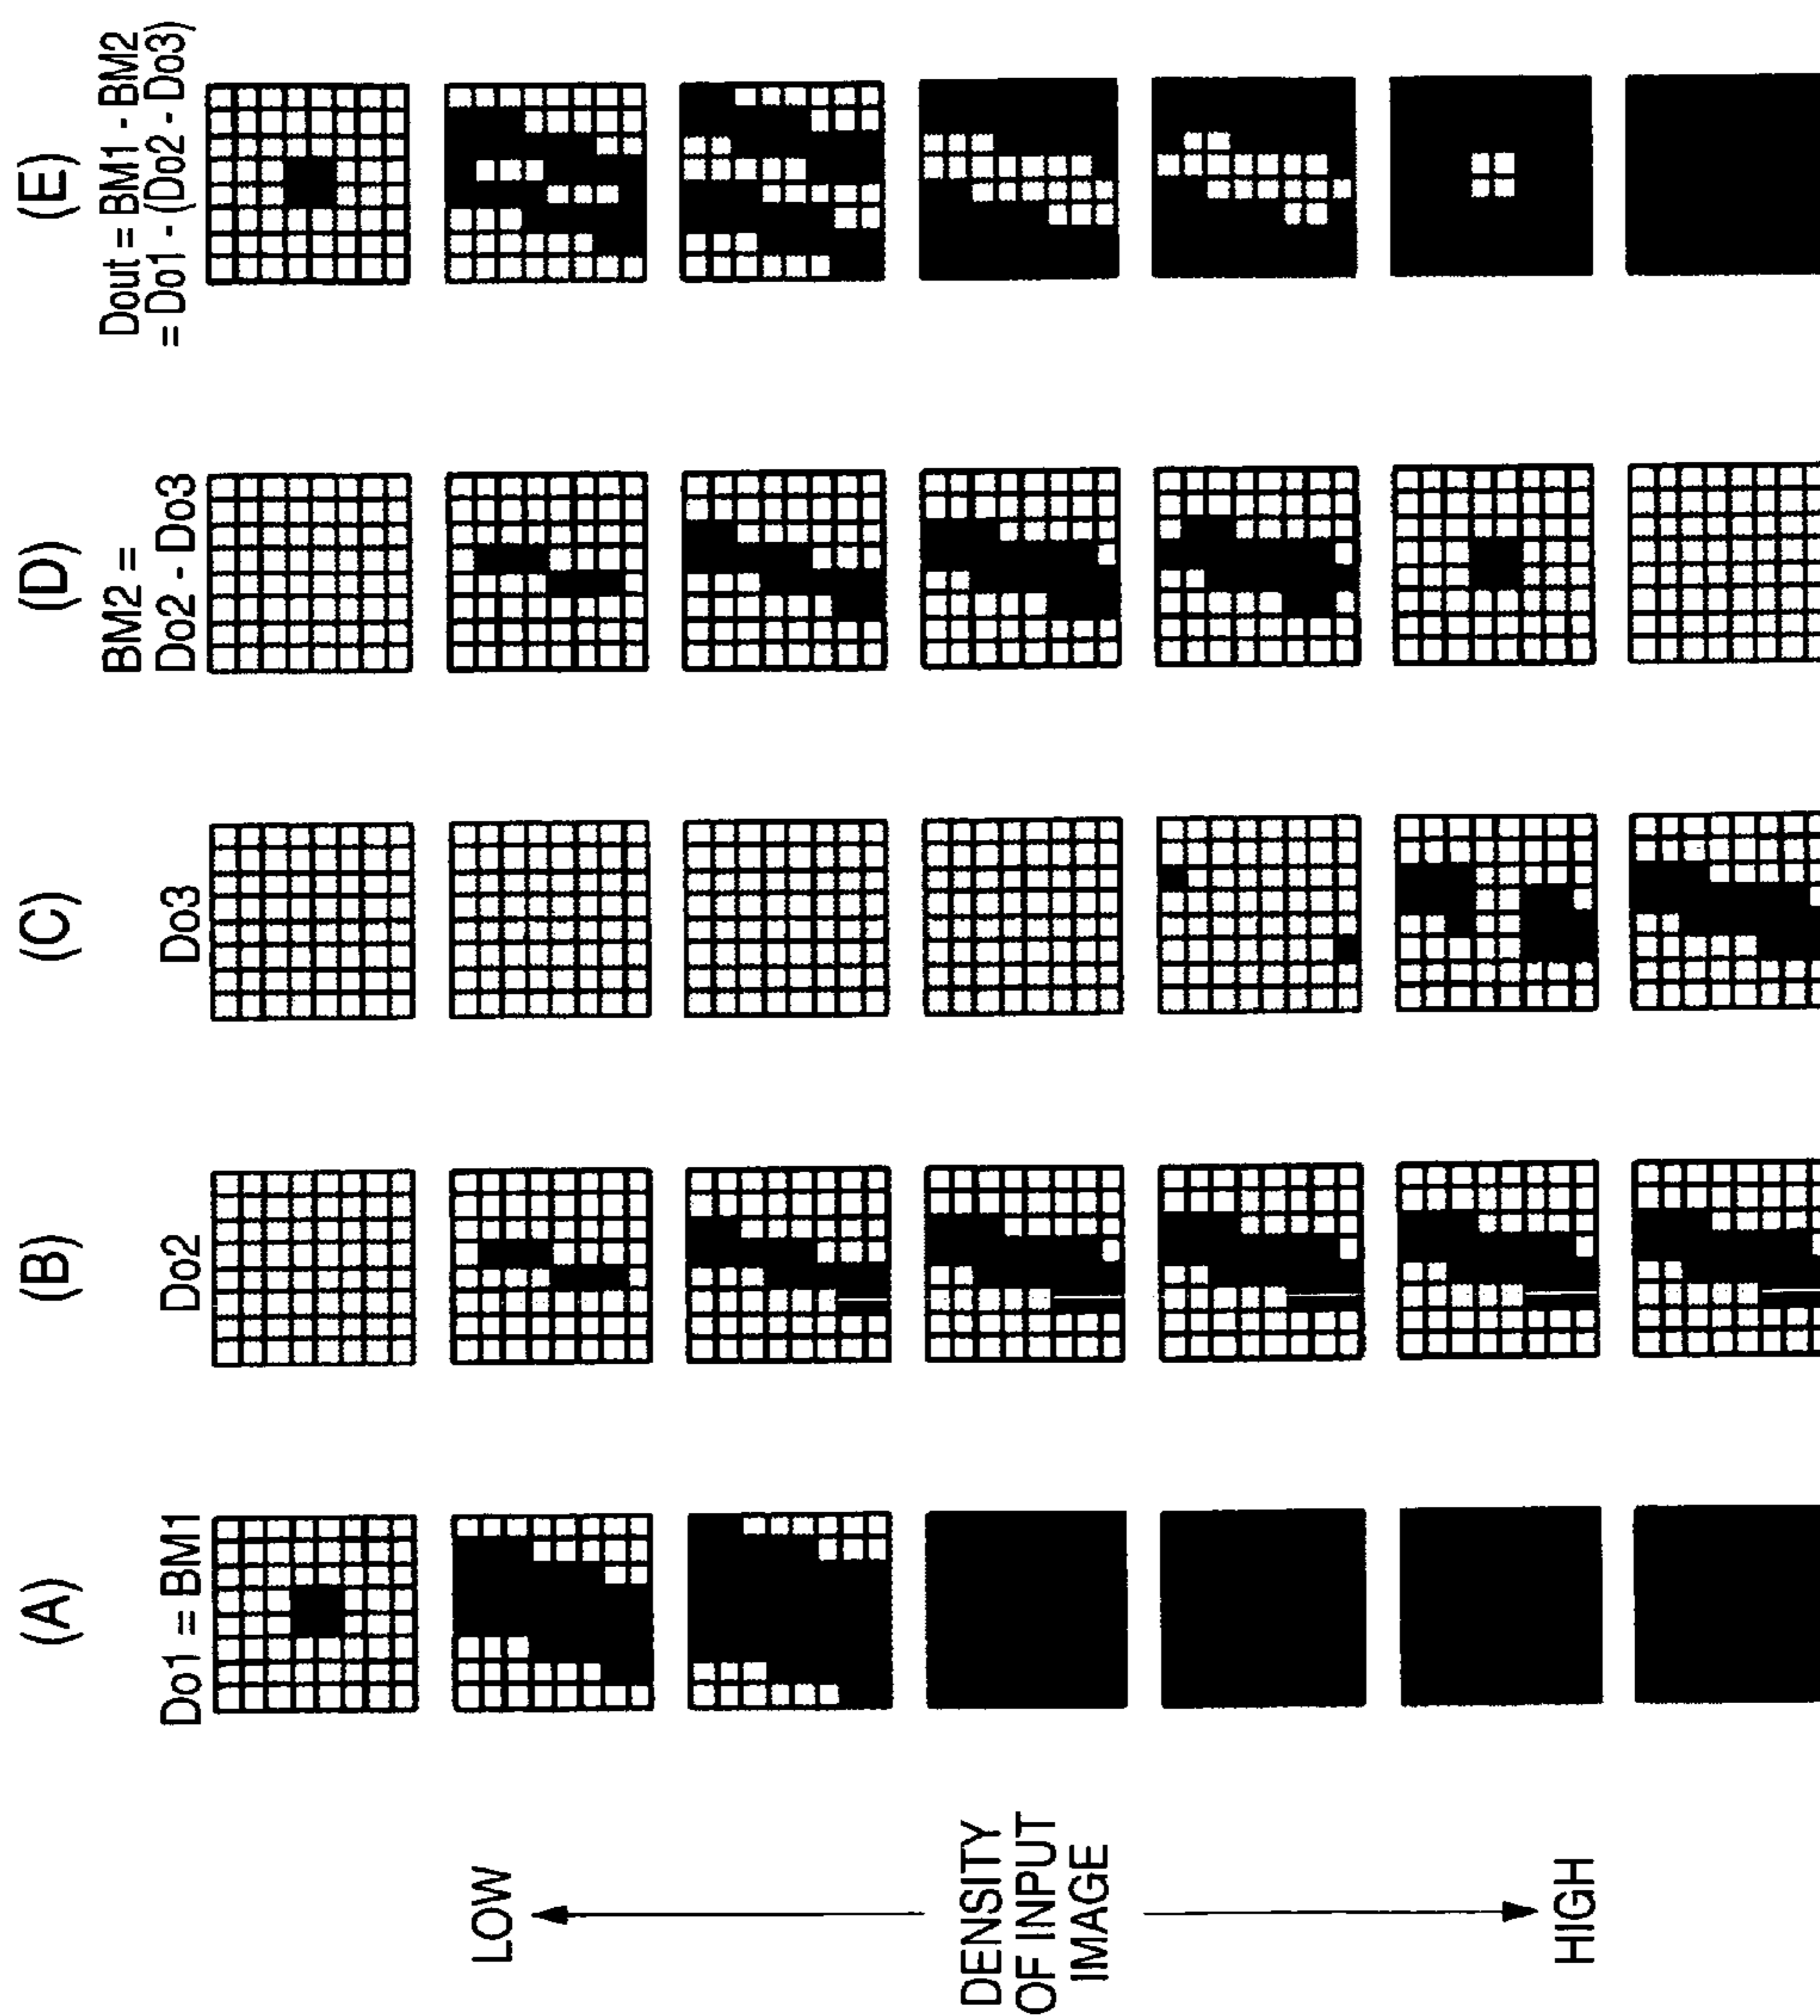 (A)
Do1 = BM1
(B)
Do2
(C)
Do3
(D)
BM2 =
Do2 - Do3
(E)
Dout = BM1 - BM2
= Do1 - (Do2 - Do3)
LOW
DENSITY
OF INPUT
IMAGE
HIGH